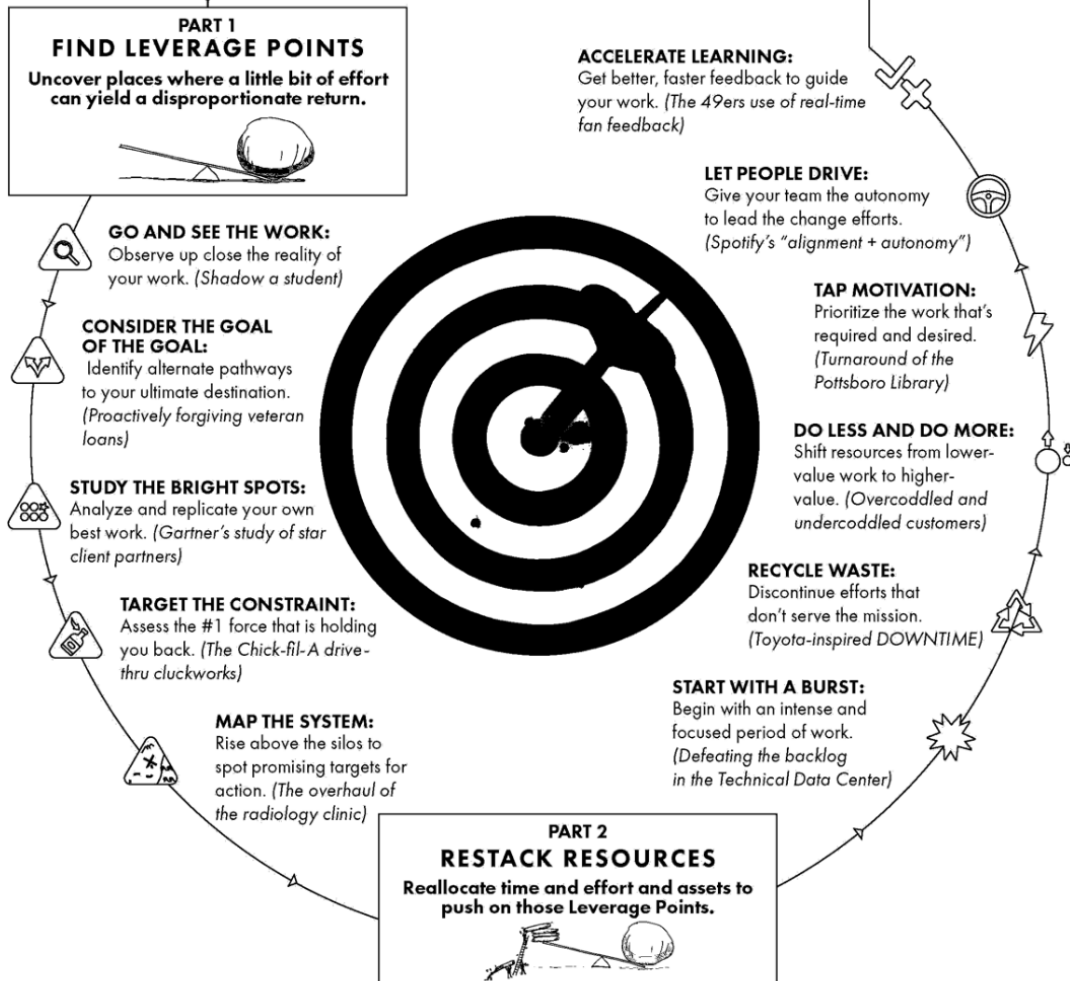 PART 1
FIND LEVERAGE POINTS
Uncover places where a little bit of effort
can yield a disproportionate return.
GO AND SEE THE WORK:
Observe up close the reality of
your work. (Shadow a student)
CONSIDER THE GOAL
OF THE GOAL:
Identify alternate pathways
to your ultimate destination.
(Proactively forgiving veteran
loans)
STUDY THE BRIGHT SPOTS:
Analyze and replicate your own
best work. (Gartner's study of star
client partners)
TARGET THE CONSTRAINT:
Assess the #1 force that is holding
you back. (The Chick-fil-A drive-
thru cluckworks)
MAP THE SYSTEM:
Rise above the silos to
spot promising targets for
action. (The overhaul of
the radiology clinic)
PART 2
RESTACK RESOURCES
Reallocate time and effort and assets to
push on those Leverage Points.
START WITH A BURST:
Begin with an intense and
focused period of work.
(Defeating the backlog
in the Technical Data Center)
RECYCLE WASTE:
Discontinue efforts that
don't serve the mission.
(Toyota-inspired DOWNTIME)
DO LESS AND DO MORE:
Shift resources from lower-
value work to higher-
value. (Overcoddled and
undercoddled customers)
TAP MOTIVATION:
Prioritize the work that's
required and desired.
(Turnaround of the
Pottsboro Library)
LET PEOPLE DRIVE:
Give your team the autonomy
to lead the change efforts.
(Spotify's "alignment + autonomy")
ACCELERATE LEARNING:
Get better, faster feedback to guide
your work. (The 49ers use of real-time
fan feedback)